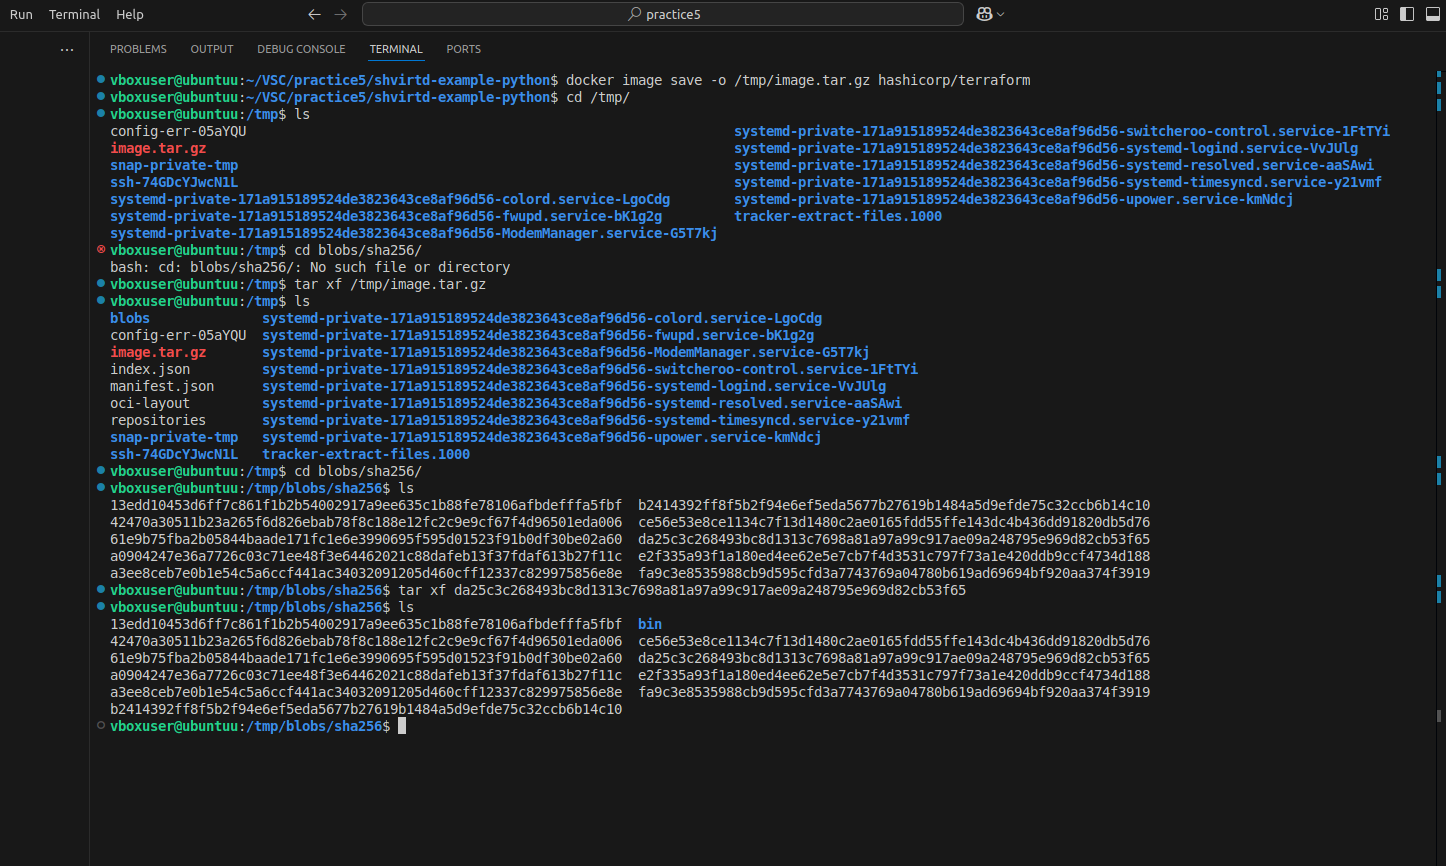 Run Terminal Help practice5
PROBLEMS OUTPUT DEBUG CONSOLE TERMINAL PORTS
vboxuser@ubuntuu:~/VSC/practice5/shvirtd-example-python$ docker image save -o /tmp/image.tar.gz hashicorp/terraform
vboxuser@ubuntuu:~/VSC/practice5/shvirtd-example-python$ cd /tmp/
vboxuser@ubuntuu:/tmp$ ls
config-err-05aYQU systemd-private-171a915189524de3823643ce8af96d56-switcheroo-control.service-1FtTYi
image.tar.gz systemd-private-171a915189524de3823643ce8af96d56-systemd-logind.service-VvJUlg
snap-private-tmp systemd-private-171a915189524de3823643ce8af96d56-systemd-resolved.service-aaSAwi
ssh-74GDcYJwcN1L systemd-private-171a915189524de3823643ce8af96d56-systemd-timesyncd.service-y21vmf
systemd-private-171a915189524de3823643ce8af96d56-colord.service-LgoCdg systemd-private-171a915189524de3823643ce8af96d56-upower.service-kmNdcj
systemd-private-171a915189524de3823643ce8af96d56-fwupd.service-bK1g2g tracker-extract-files.1000
systemd-private-171a915189524de3823643ce8af96d56-ModemManager.service-G5T7kj
vboxuser@ubuntuu:/tmp$ cd blobs/sha256/
bash: cd: blobs/sha256/: No such file or directory
vboxuser@ubuntuu:/tmp$ tar xf /tmp/image.tar.gz
vboxuser@ubuntuu:/tmp$ ls
blobs systemd-private-171a915189524de3823643ce8af96d56-colord.service-LgoCdg
config-err-05aYQU systemd-private-171a915189524de3823643ce8af96d56-fwupd.service-bK1g2g
image.tar.gz systemd-private-171a915189524de3823643ce8af96d56-ModemManager.service-G5T7kj
index.json systemd-private-171a915189524de3823643ce8af96d56-switcheroo-control.service-1FtTYi
manifest.json systemd-private-171a915189524de3823643ce8af96d56-systemd-logind.service-VvJUlg
oci-layout systemd-private-171a915189524de3823643ce8af96d56-systemd-resolved.service-aaSAwi
repositories systemd-private-171a915189524de3823643ce8af96d56-systemd-timesyncd.service-y21vmf
snap-private-tmp systemd-private-171a915189524de3823643ce8af96d56-upower.service-kmNdcj
ssh-74GDcYJwcN1L tracker-extract-files.1000
vboxuser@ubuntuu:/tmp$ cd blobs/sha256/
vboxuser@ubuntuu:/tmp/blobs/sha256$ ls
13edd10453d6ff7c861f1b2b54002917a9ee635c1b88fe78106afbdefffa5fbf b2414392ff8f5b2f94e6ef5eda5677b27619b1484a5d9efde75c32ccb6b14c10
42470a30511b23a265f6d826ebab78f8c188e12fc2c9e9cf67f4d96501eda006 ce56e53e8ce1134c7f13d1480c2ae0165fdd55ffe143dc4b436dd91820db5d76
61e9b75fba2b05844baade171fc1e6e3990695f595d01523f91b0df30be02a60 da25c3c268493bc8d1313c7698a81a97a99c917ae09a248795e969d82cb53f65
a0904247e36a7726c03c71ee48f3e64462021c88dafeb13f37fdaf613b27f11c e2f335a93f1a180ed4ee62e5e7cb7f4d3531c797f73a1e420ddb9ccf4734d188
a3ee8ceb7e0b1e54c5a6ccf441ac34032091205d460cff12337c829975856e8e fa9c3e8535988cb9d595cfd3a7743769a04780b619ad69694bf920aa374f3919
vboxuser@ubuntuu:/tmp/blobs/sha256$ tar xf da25c3c268493bc8d1313c7698a81a97a99c917ae09a248795e969d82cb53f65
vboxuser@ubuntuu:/tmp/blobs/sha256$ ls
13edd10453d6ff7c861f1b2b54002917a9ee635c1b88fe78106afbdefffa5fbf bin
42470a30511b23a265f6d826ebab78f8c188e12fc2c9e9cf67f4d96501eda006 ce56e53e8ce1134c7f13d1480c2ae0165fdd55ffe143dc4b436dd91820db5d76
61e9b75fba2b05844baade171fc1e6e3990695f595d01523f91b0df30be02a60 da25c3c268493bc8d1313c7698a81a97a99c917ae09a248795e969d82cb53f65
a0904247e36a7726c03c71ee48f3e64462021c88dafeb13f37fdaf613b27f11c e2f335a93f1a180ed4ee62e5e7cb7f4d3531c797f73a1e420ddb9ccf4734d188
a3ee8ceb7e0b1e54c5a6ccf441ac34032091205d460cff12337c829975856e8e fa9c3e8535988cb9d595cfd3a7743769a04780b619ad69694bf920aa374f3919
b2414392ff8f5b2f94e6ef5eda5677b27619b1484a5d9efde75c32ccb6b14c10
vboxuser@ubuntuu:/tmp/blobs/sha256$